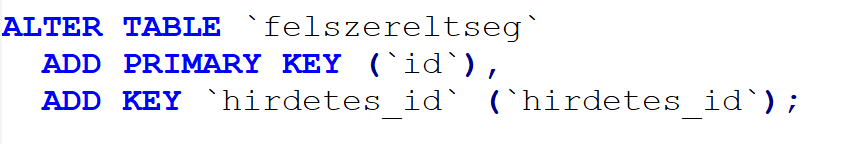 ALTER TABLE `felszereltseg`
ADD PRIMARY KEY (`id`),
ADD KEY `hirdetes_id` (`hirdetes_id`);